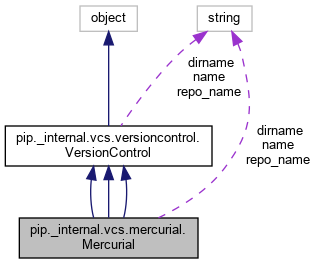 object
string
dirname
name
repo_name
pip._internal.vcs.versioncontrol.
VersionControl
dirname
name
repo_name
pip._internal.vcs.mercurial.
Mercurial